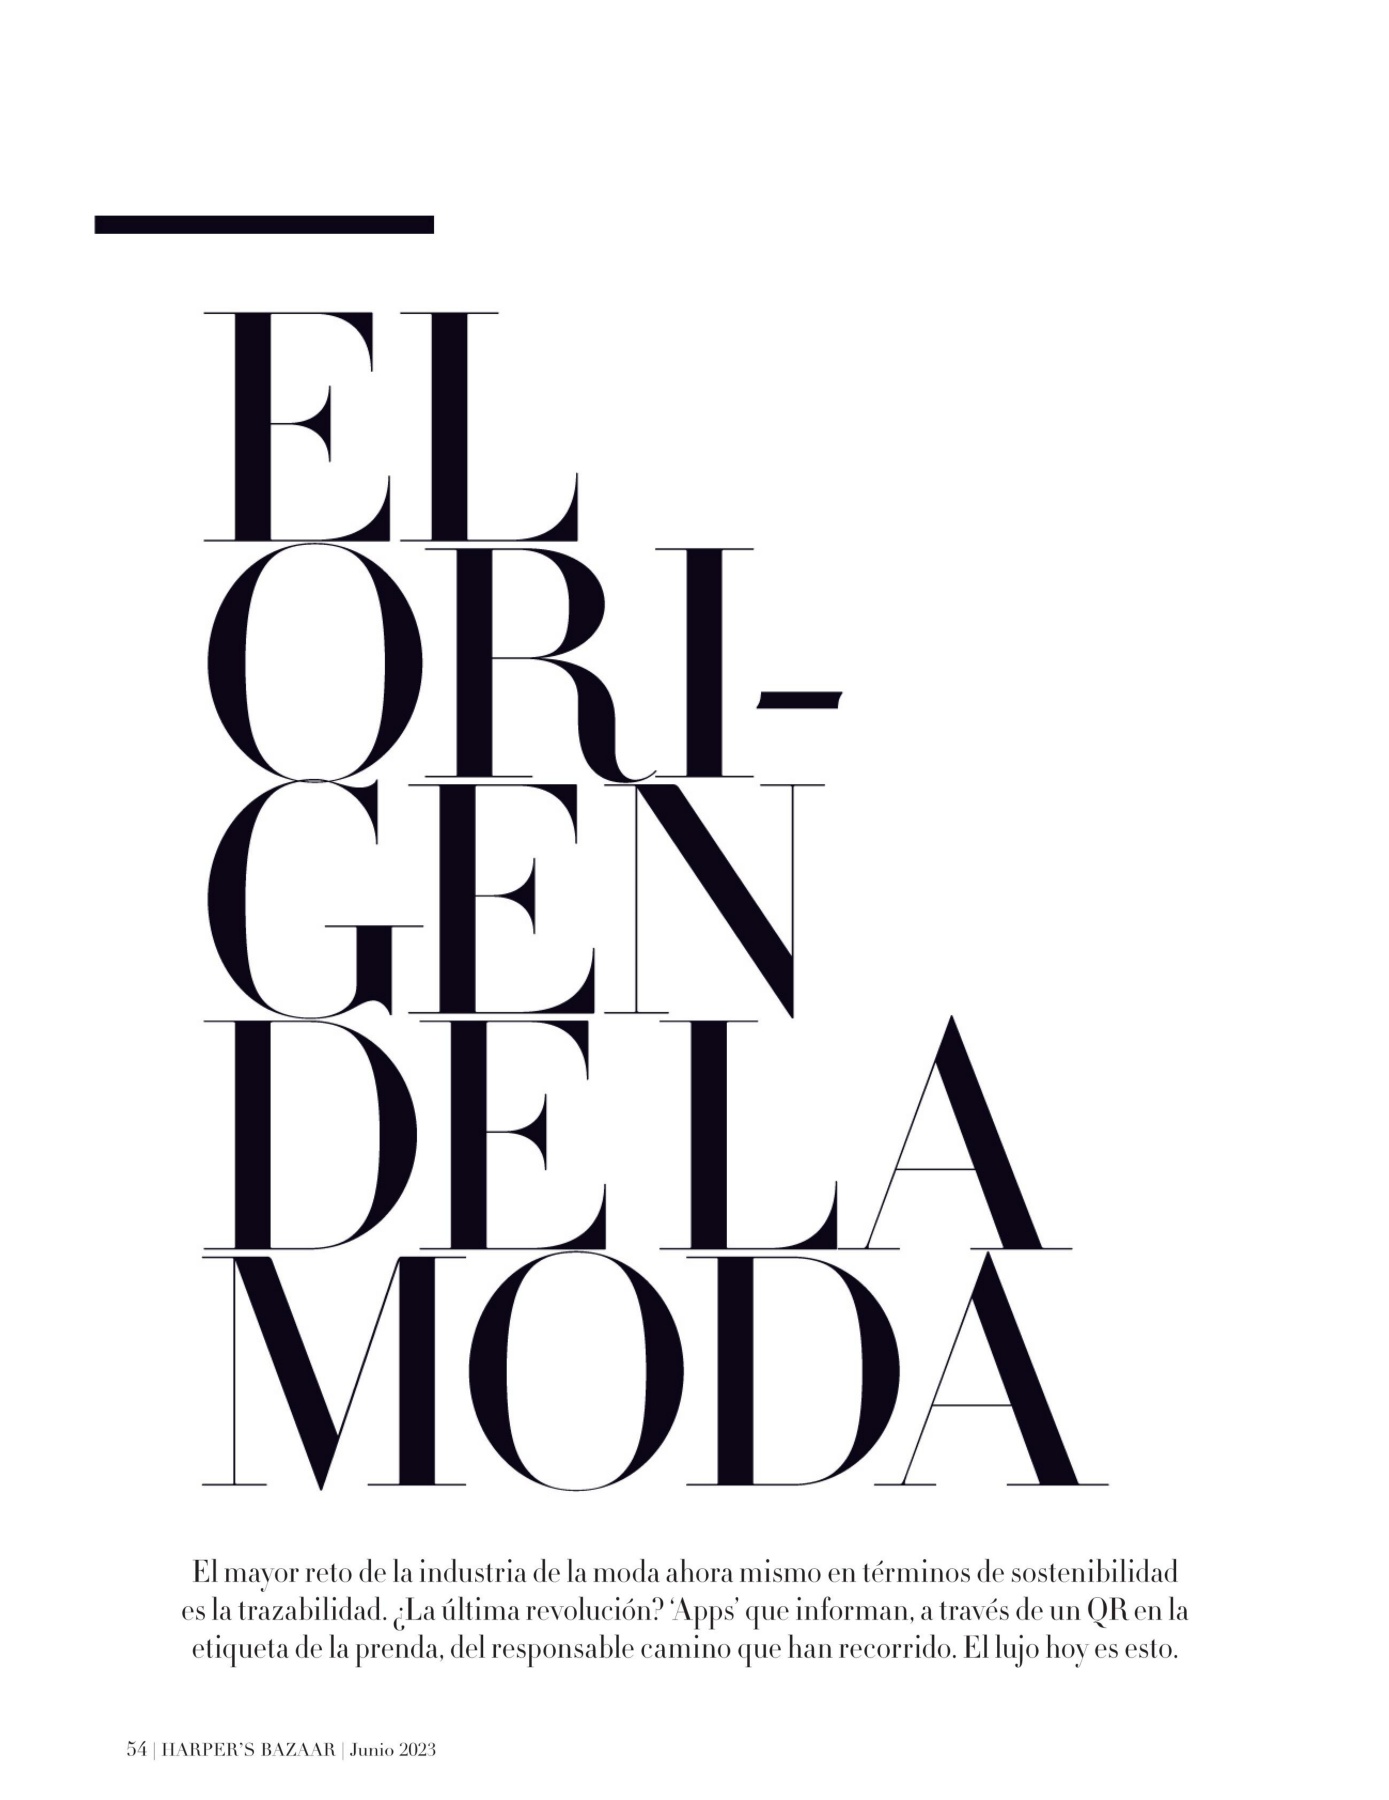 EL
ORI-
GEN
DE LA
MODA
El mayor reto de la industria de la moda ahora mismo en términos de sostenibilidad
es la trazabilidad. ¿La última revolución? ‘Apps’ que informan, a través de un QR en la
etiqueta de la prenda, del responsable camino que han recorrido. El lujo hoy es esto.
54 | HARPER’S BAZAAR | Junio 2023